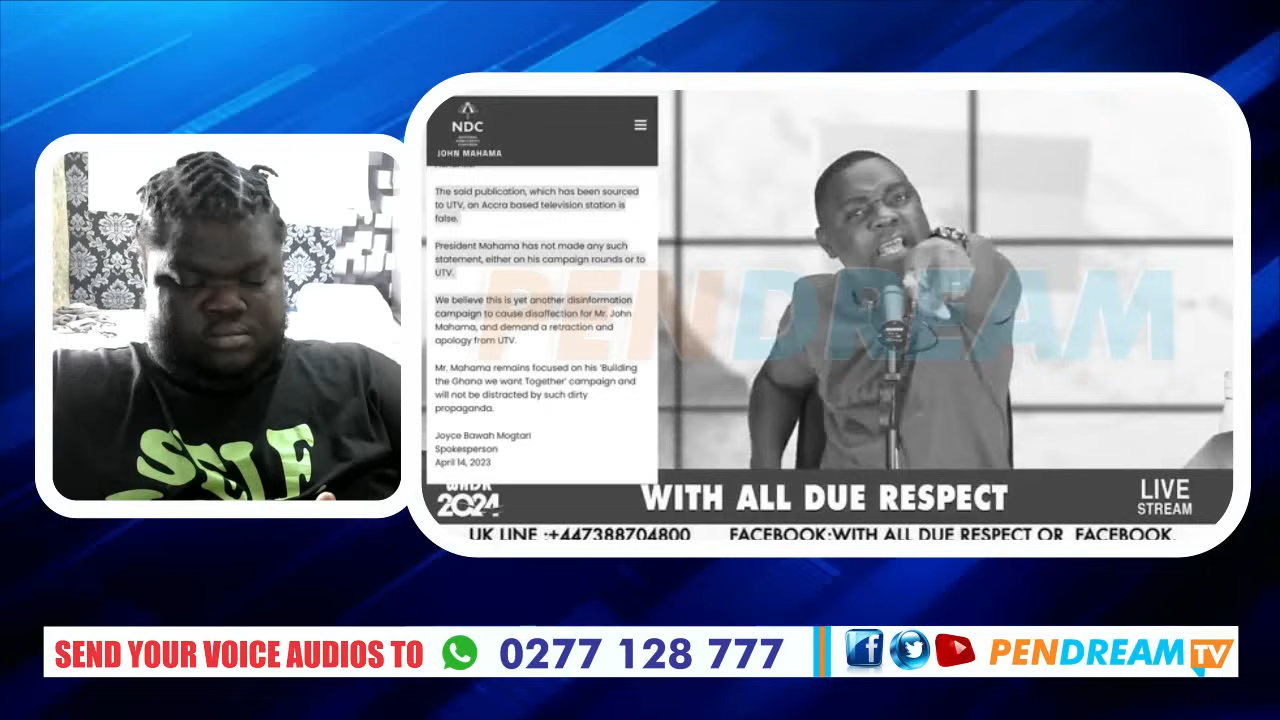 NDC
JOHN MAHAMA
The said publication, which has been sourced
to UTV, an Accra based television station is
false.
President Mahama has not made any such
statement, either on his campaign rounds or to
UTV.
We believe this is yet another disinformation
campaign to cause disaffection for Mr. John
Mahama, and demand a retraction and
apology from UTV.
Mr. Mahama remains focused on his 'Building
the Ghana we want Together' campaign and
will not be distracted by such dirty
propaganda.
Joyce Bawah Mogtari
Spokesperson
April 14, 2023
PENDREAM
SELF
WADR
2024
WITH ALL DUE RESPECT
LIVE
STREAM
UK LINE :+447388704800 FACEBOOK:WITH ALL DUE RESPECT OR FACEBOOK.
SEND YOUR VOICE AUDIOS TO 0277 128 777 PENDREAM TV